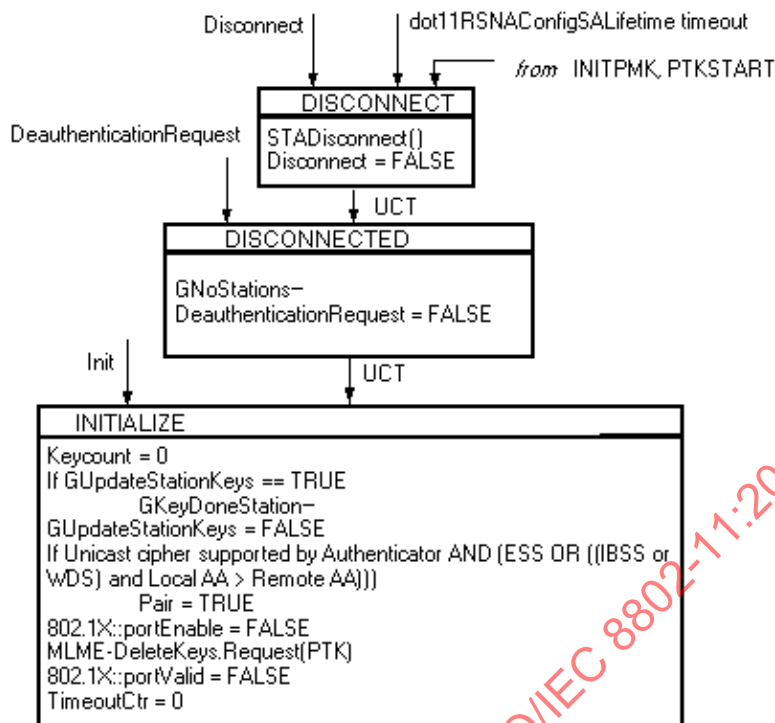 Disconnect
dot11RSNAConfigSALifetime timeout
from INITPMK, PTKSTART
DISCONNECT
DeauthenticationRequest
STADisconnect()
Disconnect = FALSE
UCT
DISCONNECTED
GNoStations–
DeauthenticationRequest = FALSE
Init
UCT
INITIALIZE
Keycount = 0
If GUpdateStationKeys == TRUE
GKeyDoneStation–
GUpdateStationKeys = FALSE
If Unicast cipher supported by Authenticator AND (ESS OR ((IBSS or
WDS) and Local AA > Remote AA)))
Pair = TRUE
802.1X::portEnable = FALSE
MLME-DeleteKeys.Request(PTK)
802.1X::portValid = FALSE
TimeoutCtr = 0
/IEC 8802-11:20